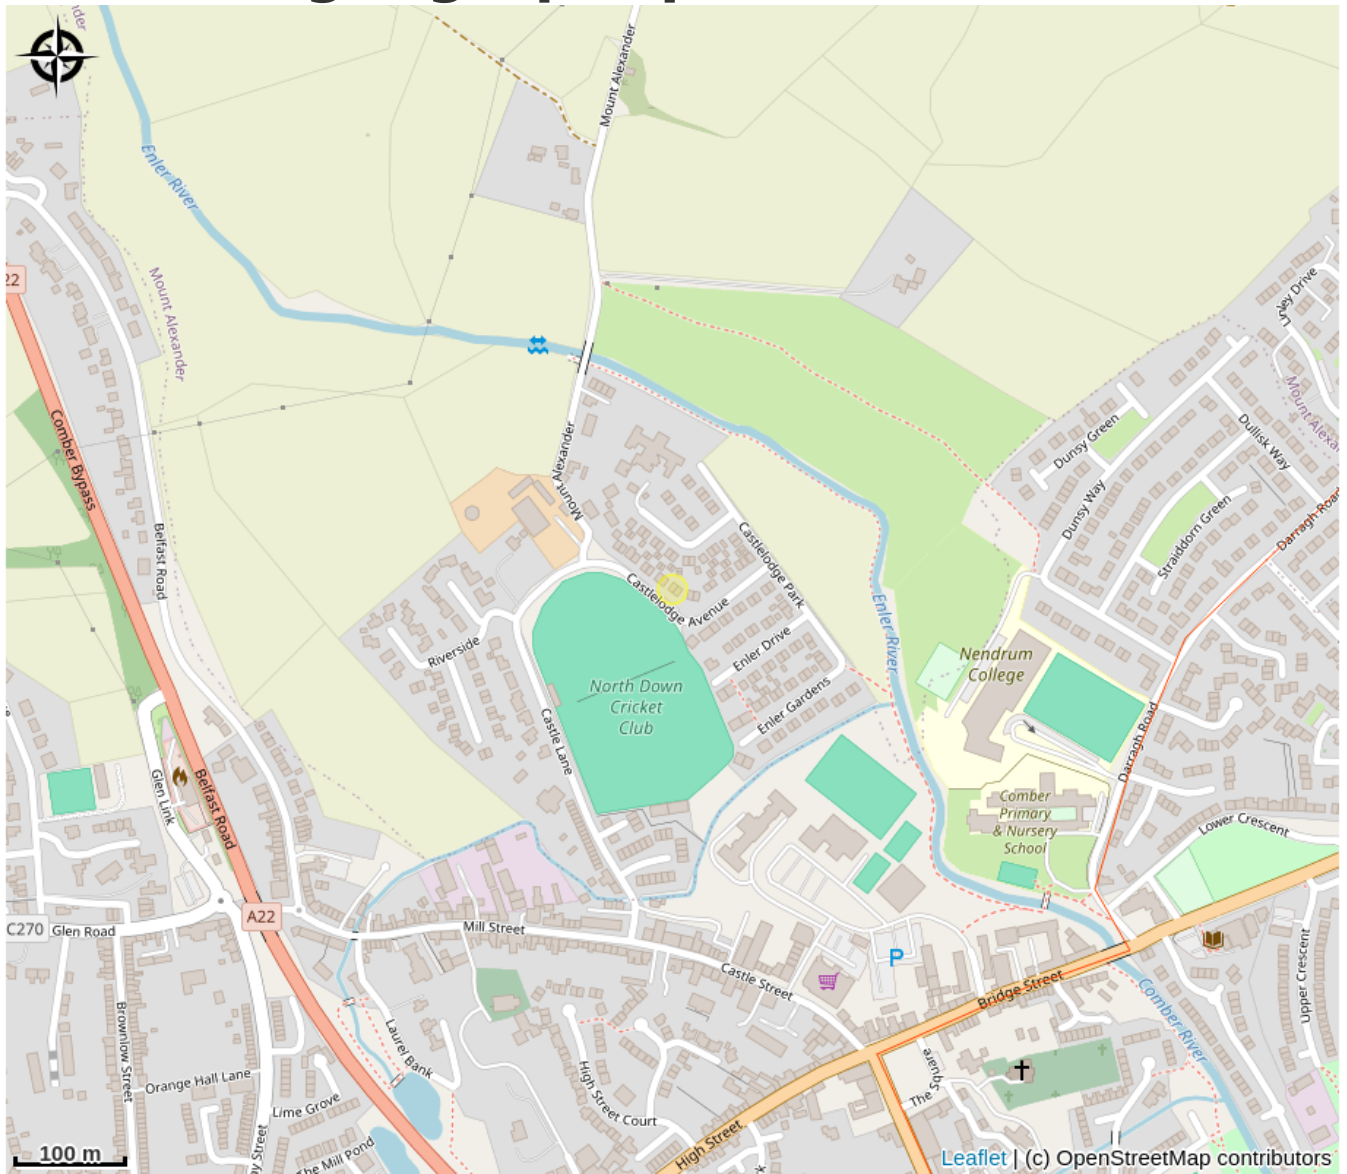 Mount Alexander
Enler River
22
Mount Alexander
Comber Bypass
Belfast Road
Mount Alexander
Linley Drive
Dunsy Green
Dullisk Way
Dunsy Way
Straiddorn Green
Darragh Road
Castlelodge Park
Castlelodge Avenue
Riverside
Enler Drive
Enler Gardens
Enler River
Nendrum
College
North Down
Cricket
Club
Castle Lane
Darragh Road
Glen Link
Belfast Road
Comber
Primary
& Nursery
School
Lower Crescent
A22
C270
Glen Road
Mill Street
Castle Street
P
Bridge Street
Comber River
Upper Crescent
Brownlow Street
Laurel Bank
Orange Hall Lane
Lime Grove
The Mill Pond
High Street Court
High Street
The Square
100 m
Leaflet | (c) OpenStreetMap contributors